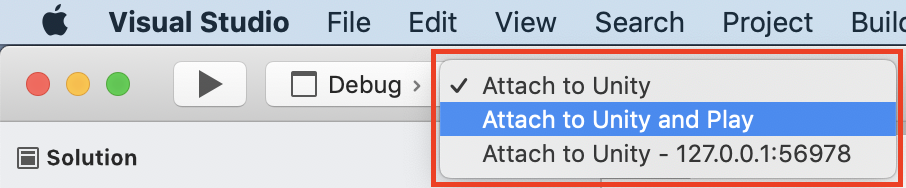 Visual Studio File Edit View Search Project Buil
Debug ›
✓ Attach to Unity
Attach to Unity and Play
Attach to Unity - 127.0.0.1:56978
Solution